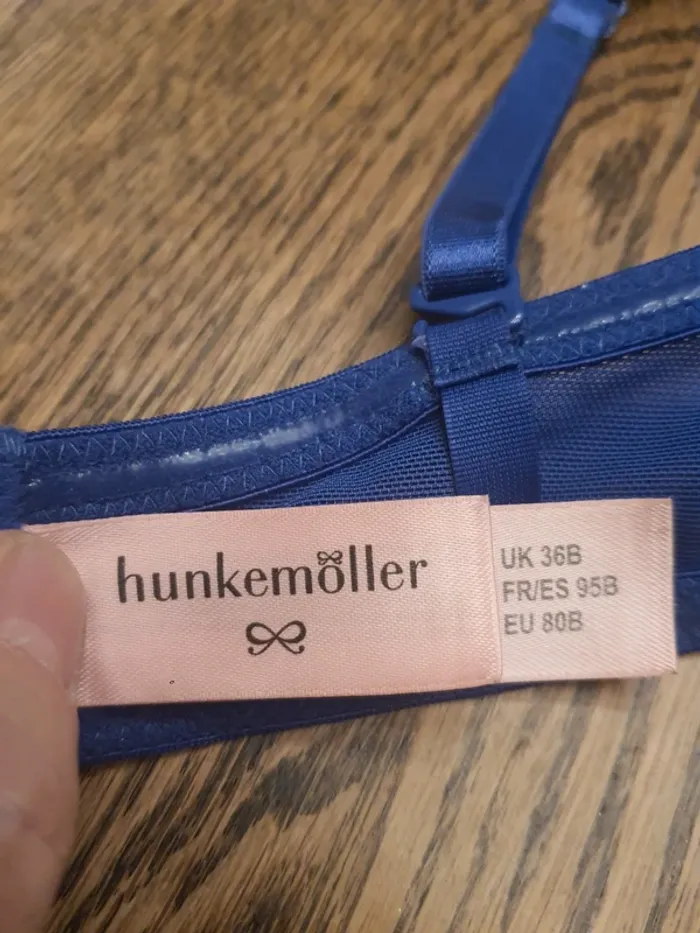 hunkemöller
UK 36B
FR/ES 95B
EU 80B